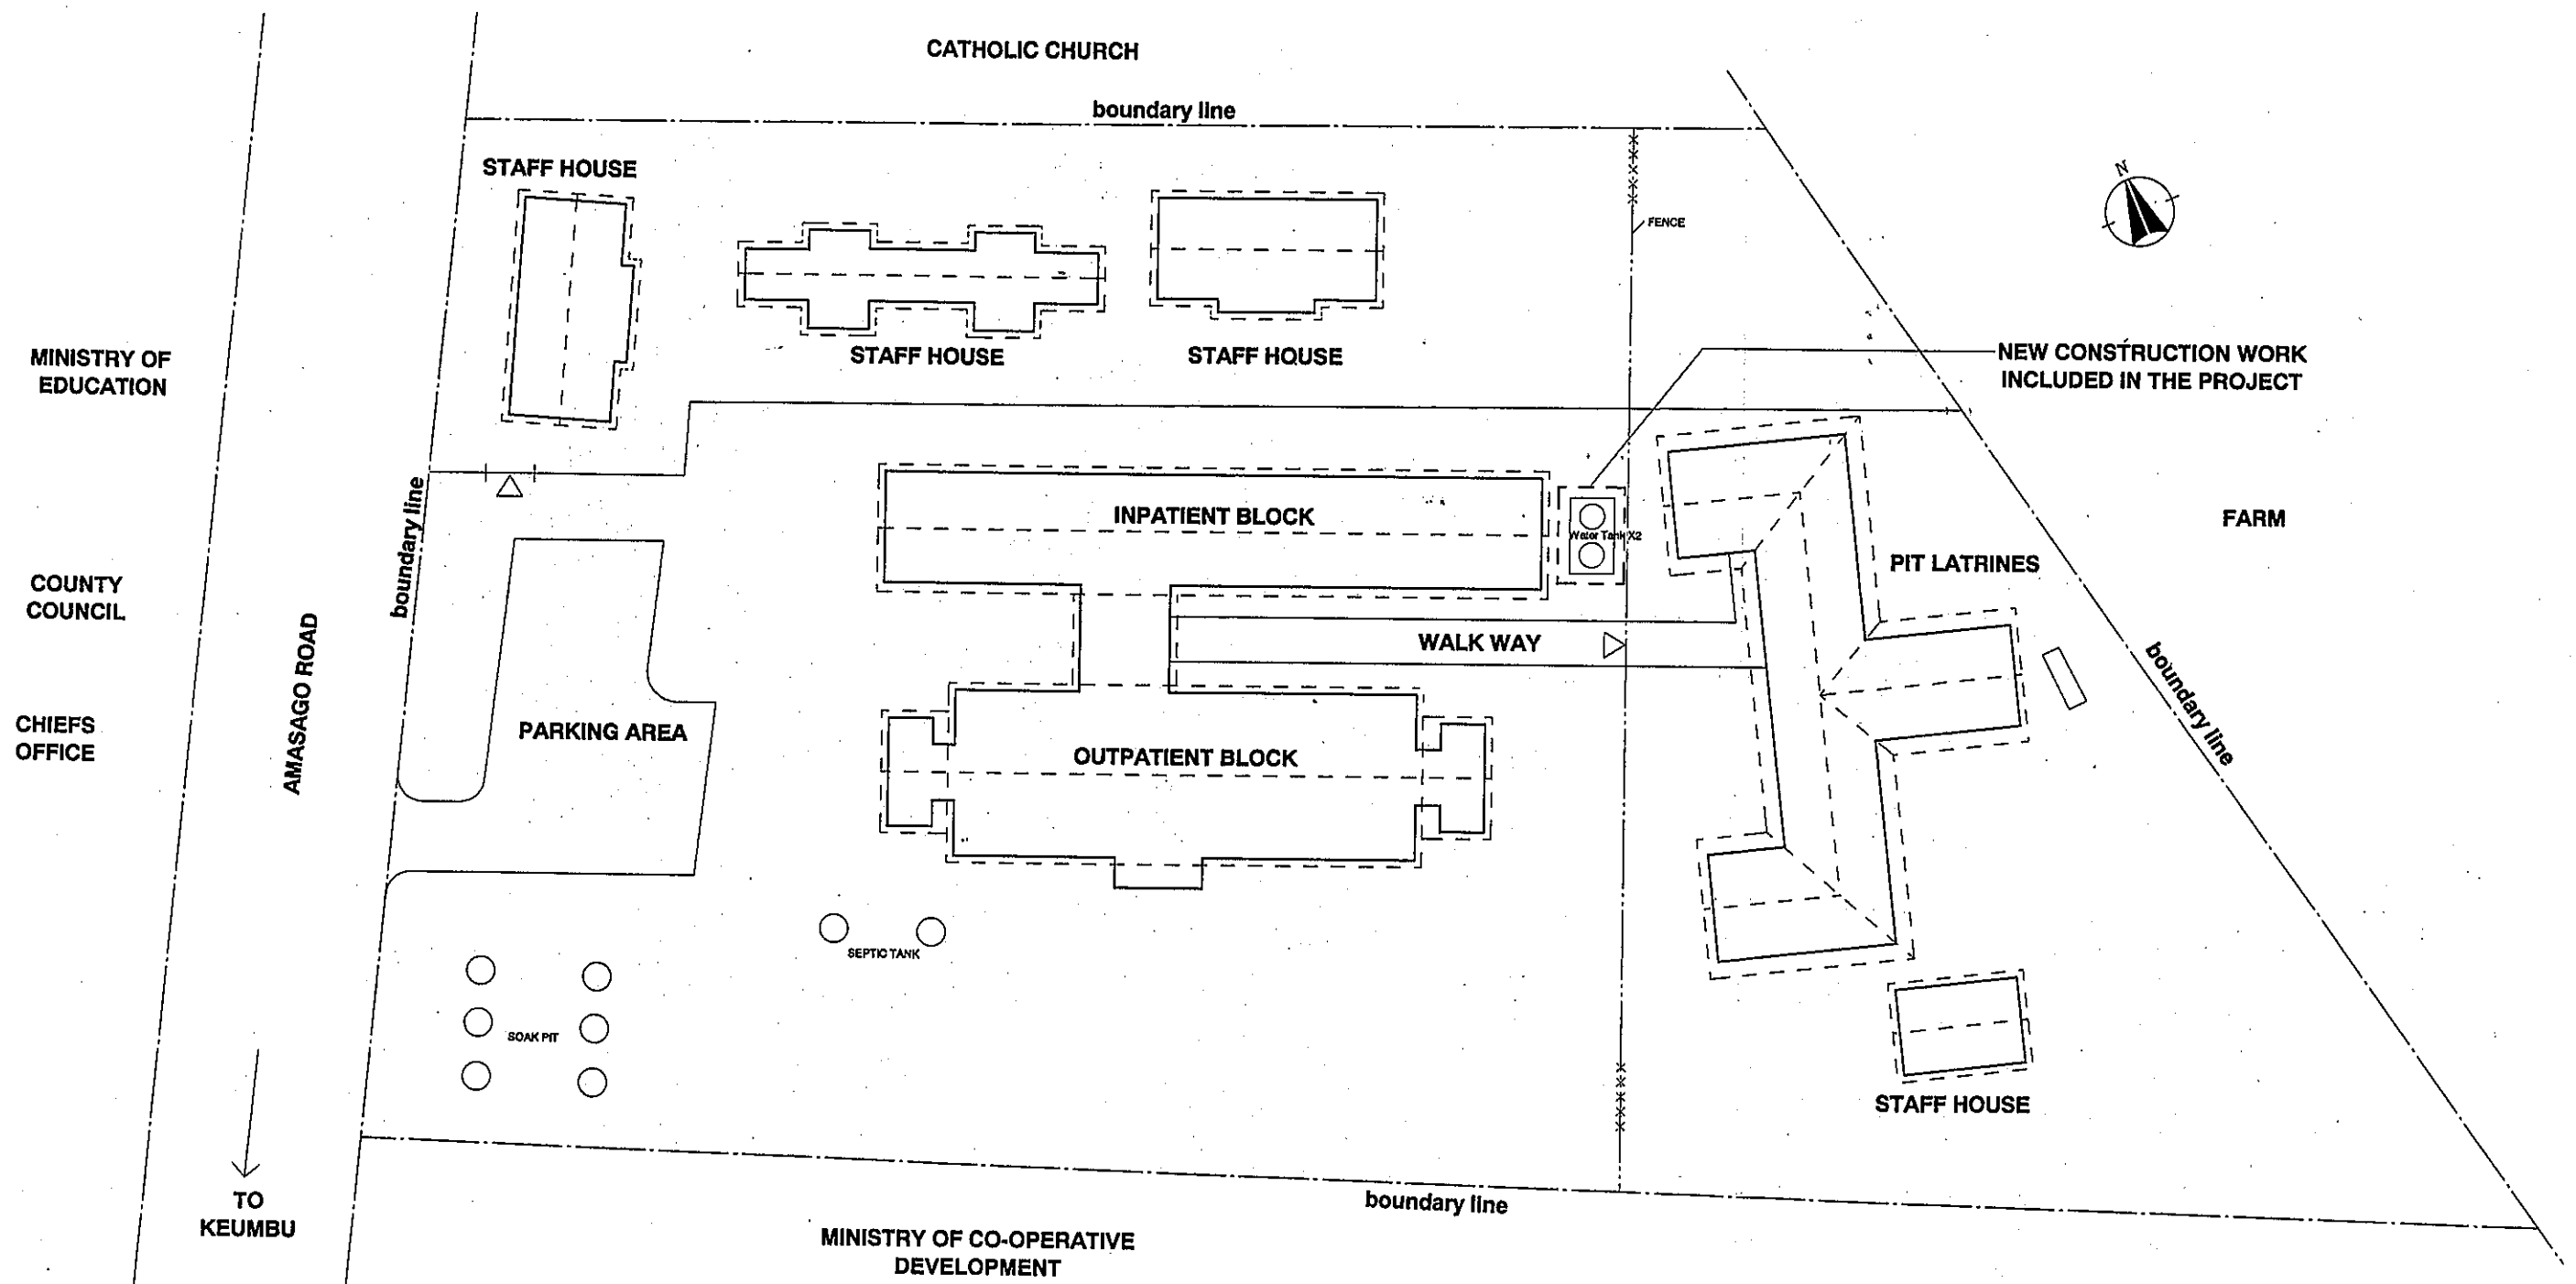 CATHOLIC CHURCH
boundary line
STAFF HOUSE
N
FENCE
STAFF HOUSE
STAFF HOUSE
MINISTRY OF
EDUCATION
NEW CONSTRUCTION WORK
INCLUDED IN THE PROJECT
INPATIENT BLOCK
Water Tank X2
FARM
PIT LATRINES
boundary line
COUNTY
COUNCIL
WALK WAY
AMASAGO ROAD
boundary line
CHIEFS
OFFICE
PARKING AREA
OUTPATIENT BLOCK
SEPTIC TANK
SOAK PIT
STAFF HOUSE
TO
KEUMBU
boundary line
MINISTRY OF CO-OPERATIVE
DEVELOPMENT